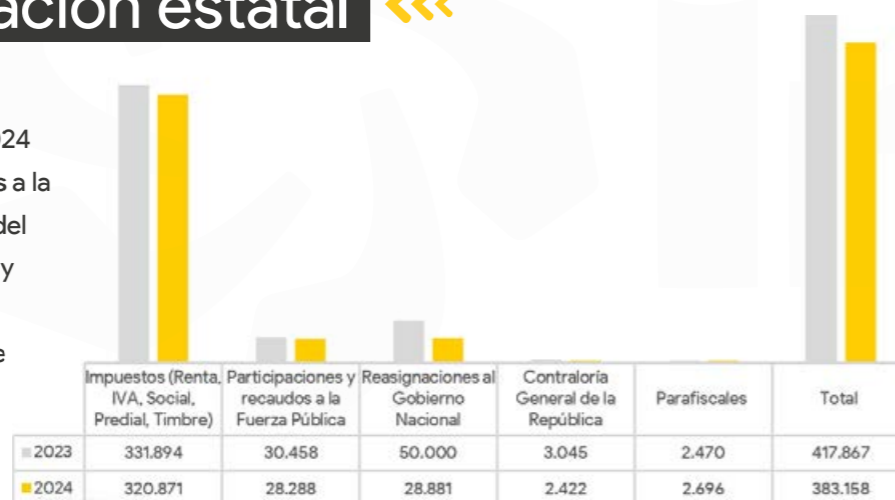 ación estatal
024
s a la
del
y
e
Impuestos (Renta, IVA, Social, Predial, Timbre)
Participaciones y recaudos a la Fuerza Pública
Reasignaciones al Gobierno Nacional
Contraloría General de la República
Parafiscales
Total
2023 331.894 30.458 50.000 3.045 2.470 417.867
2024 320.871 28.288 28.881 2.422 2.696 383.158